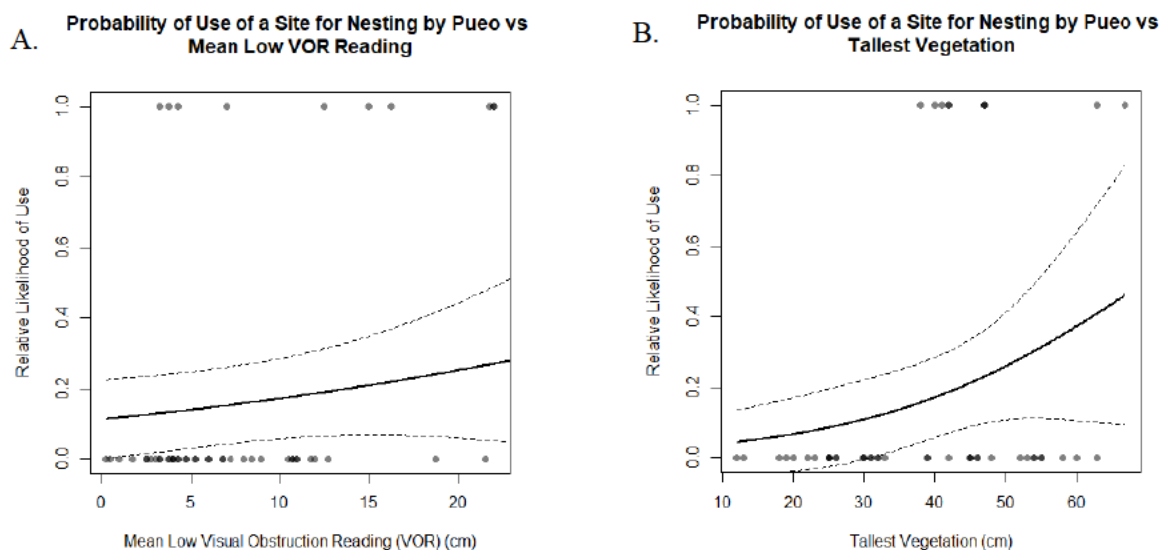 A.
Probability of Use of a Site for Nesting by Pueo vs
Mean Low VOR Reading
Relative Likelihood of Use
1.0
0.8
0.6
0.4
0.2
0.0
0 5 10 15 20
Mean Low Visual Obstruction Reading (VOR) (cm)
B.
Probability of Use of a Site for Nesting by Pueo vs
Tallest Vegetation
Relative Likelihood of Use
1.0
0.8
0.6
0.4
0.2
0.0
10 20 30 40 50 60
Tallest Vegetation (cm)